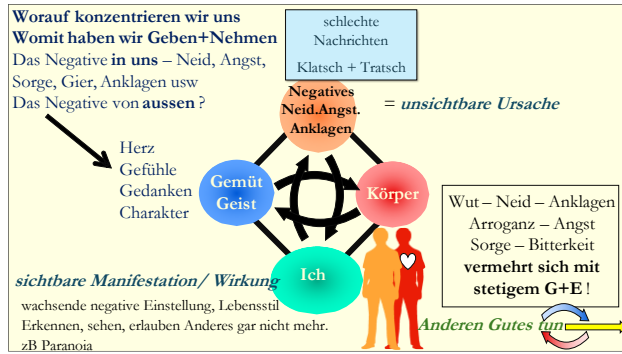 Worauf konzentrieren wir uns
Womit haben wir Geben+Nehmen
Das Negative in uns – Neid, Angst,
Sorge, Gier, Anklagen usw
Das Negative von aussen ?
schlechte
Nachrichten
Klatsch + Tratsch
Negatives
Neid.Angst.
Anklagen
= unsichtbare Ursache
Herz
Gefühle
Gedanken
Charakter
Gemüt
Geist
Körper
Ich
Wut – Neid – Anklagen
Arroganz – Angst
Sorge – Bitterkeit
vermehrt sich mit
stetigem G+E !
sichtbare Manifestation/ Wirkung
wachsende negative Einstellung, Lebensstil
Erkennen, sehen, erlauben Anderes gar nicht mehr.
zB Paranoia
Anderen Gutes tun